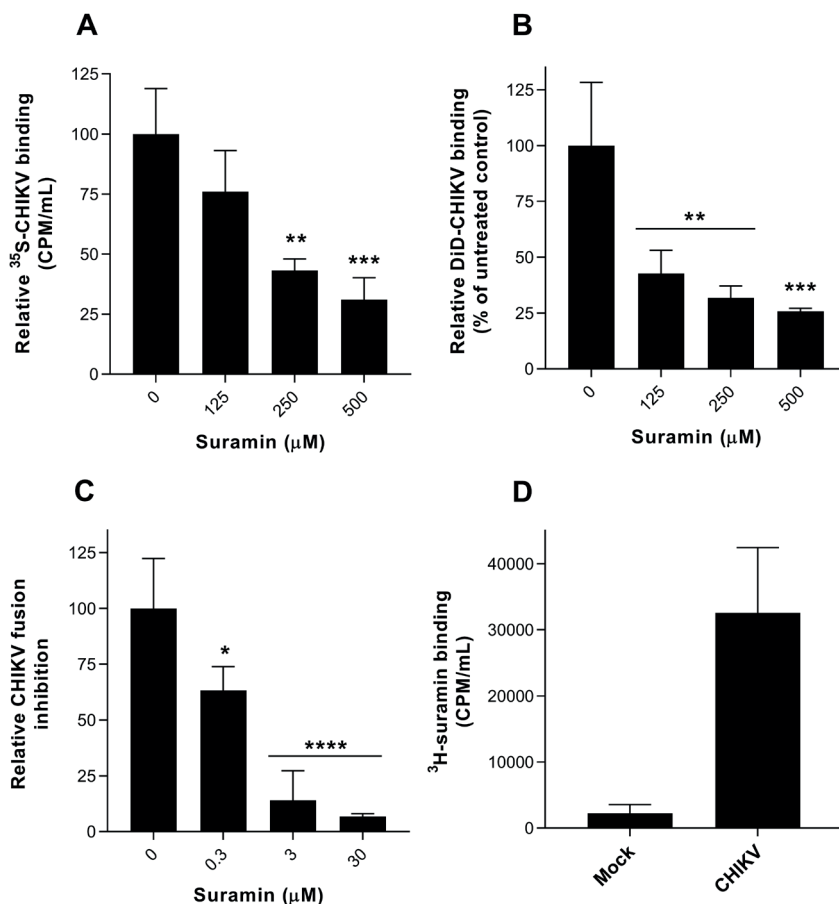 A
Relative ³⁵S-CHIKV binding
(CPM/mL)
125
100
75
50
25
0
**
***
0
125
250
500
Suramin (μM)
B
Relative DiD-CHIKV binding
(% of untreated control)
125
100
75
50
25
0
**
***
0
125
250
500
Suramin (μM)
C
Relative CHIKV fusion
inhibition
125
100
75
50
25
0
*
****
0
0.3
3
30
Suramin (μM)
D
³H-suramin binding
(CPM/mL)
40000
30000
20000
10000
0
Mock
CHIKV